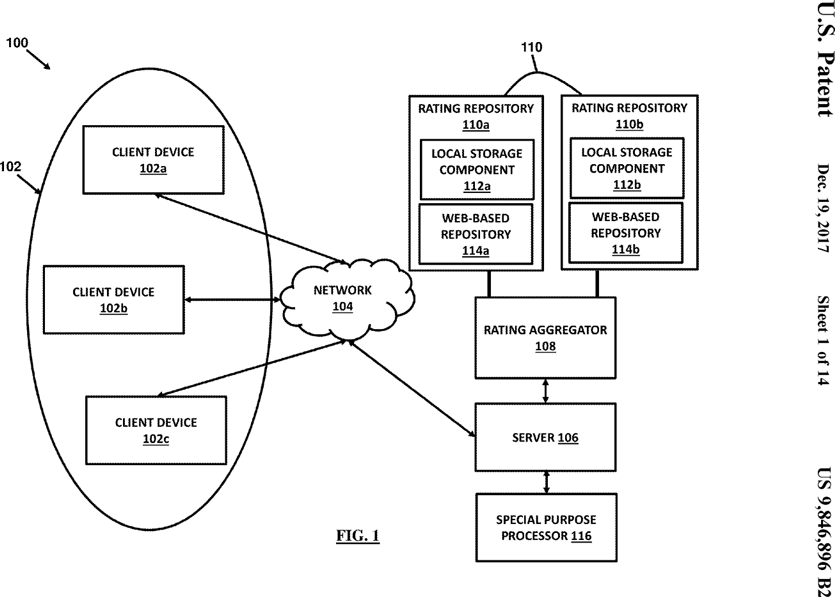 100
102
CLIENT DEVICE
102a
CLIENT DEVICE
102b
CLIENT DEVICE
102c
NETWORK
104
110
RATING REPOSITORY
110a
LOCAL STORAGE
COMPONENT
112a
WEB-BASED
REPOSITORY
114a
RATING REPOSITORY
110b
LOCAL STORAGE
COMPONENT
112b
WEB-BASED
REPOSITORY
114b
RATING AGGREGATOR
108
SERVER 106
SPECIAL PURPOSE
PROCESSOR 116
FIG. 1
U.S. Patent
Dec. 19, 2017
Sheet 1 of 14
US 9,846,896 B2